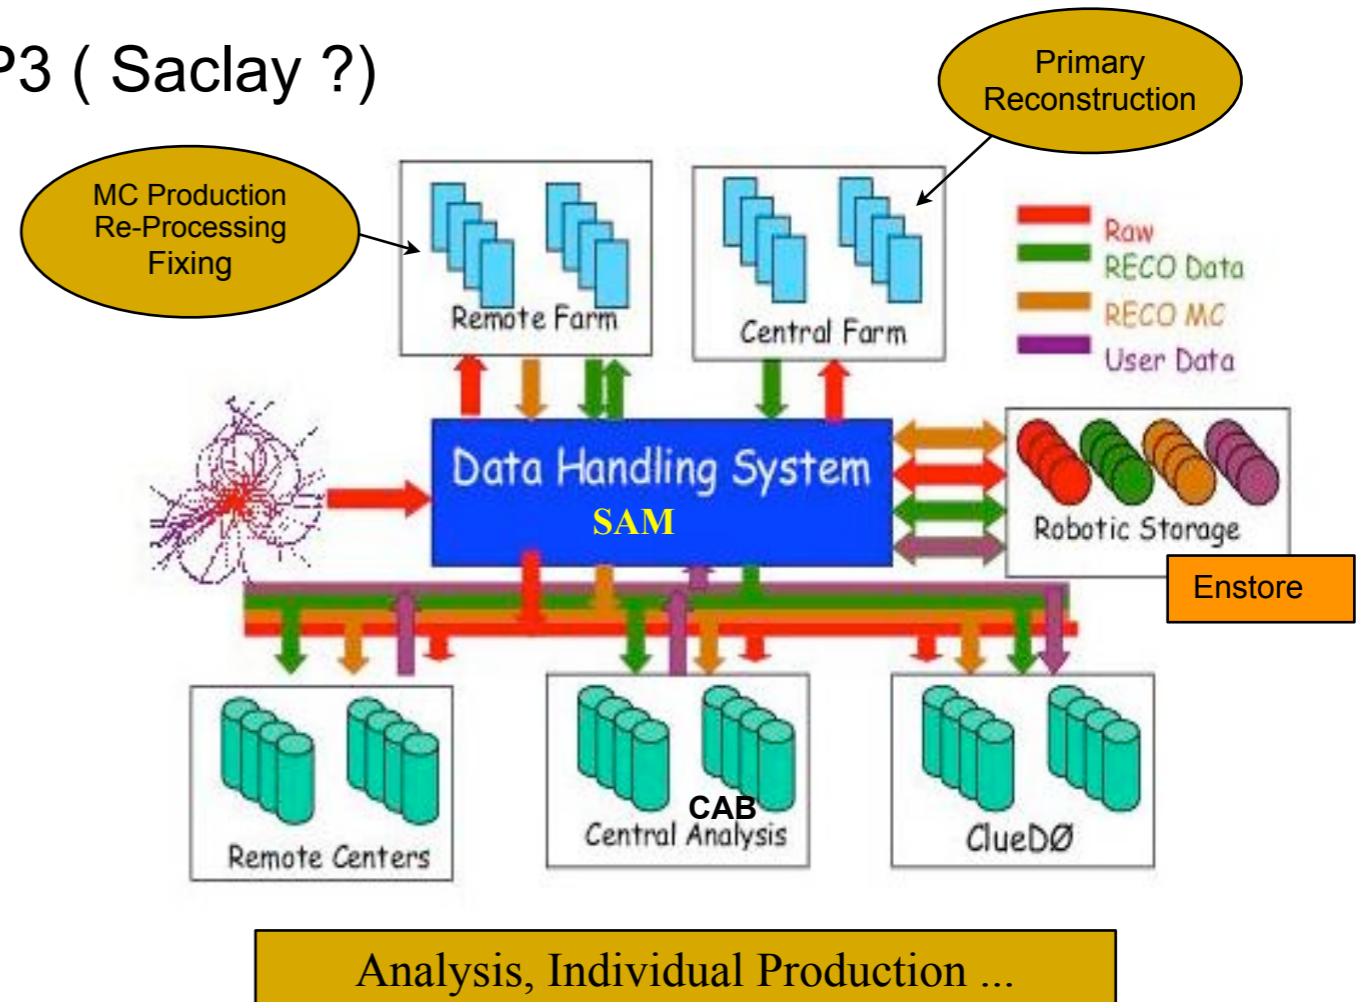 P3 ( Saclay ?)
Primary
Reconstruction
MC Production
Re-Processing
Fixing
Raw
RECO Data
RECO MC
User Data
Remote Farm
Central Farm
Data Handling System
SAM
Robotic Storage
Enstore
CAB
Remote Centers
Central Analysis
ClueDØ
Analysis, Individual Production ...